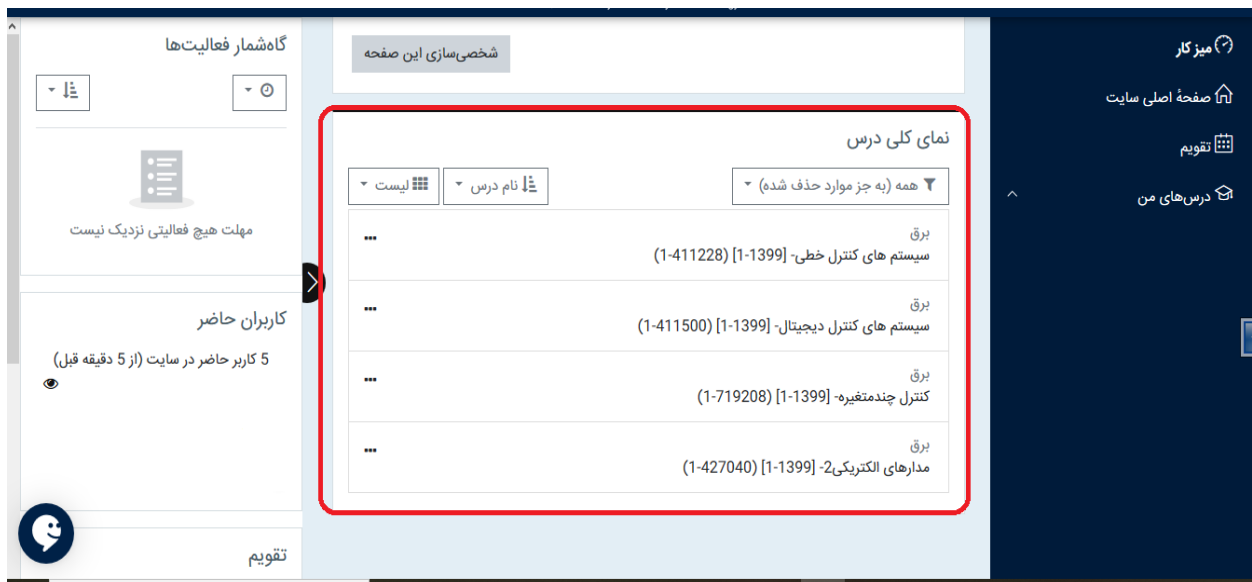 میز کار
صفحهٔ اصلی سایت
تقویم
درس‌های من
شخصی‌سازی این صفحه
نمای کلی درس
همه (به جز موارد حذف شده)
نام درس
لیست
برق
سیستم های کنترل خطی- [1399-1] (411228-1)
برق
سیستم های کنترل دیجیتال- [1399-1] (411500-1)
برق
کنترل چندمتغیره- [1399-1] (719208-1)
برق
مدارهای الکتریکی2- [1399-1] (427040-1)
گاه‌شمار فعالیت‌ها
مهلت هیچ فعالیتی نزدیک نیست
کاربران حاضر
5 کاربر حاضر در سایت (از 5 دقیقه قبل)
تقویم